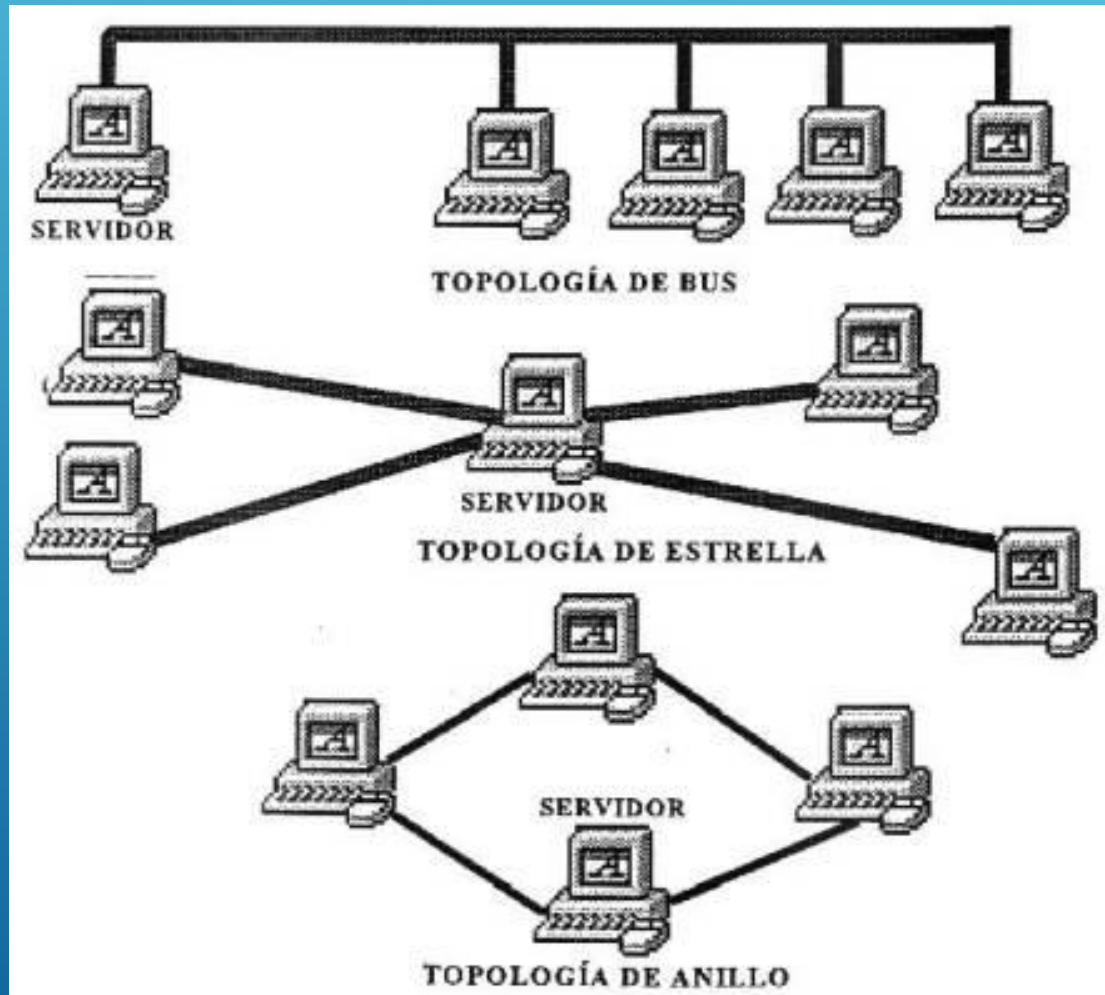 SERVIDOR
TOPOLOGÍA DE BUS
SERVIDOR
TOPOLOGÍA DE ESTRELLA
SERVIDOR
TOPOLOGÍA DE ANILLO